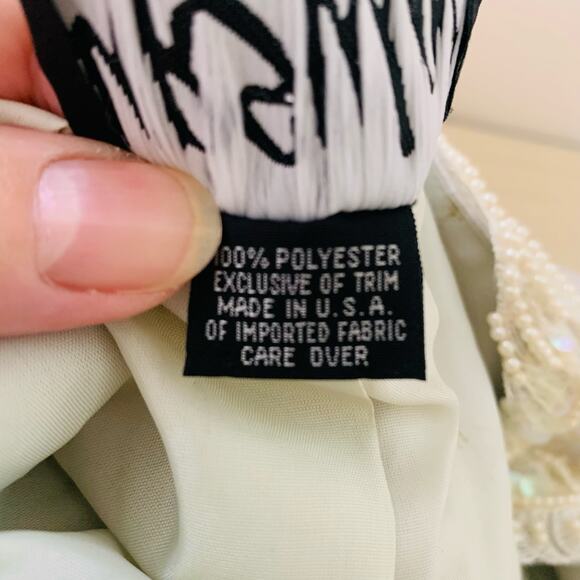 100% POLYESTER
EXCLUSIVE OF TRIM
MADE IN U.S.A.
OF IMPORTED FABRIC
CARE OVER